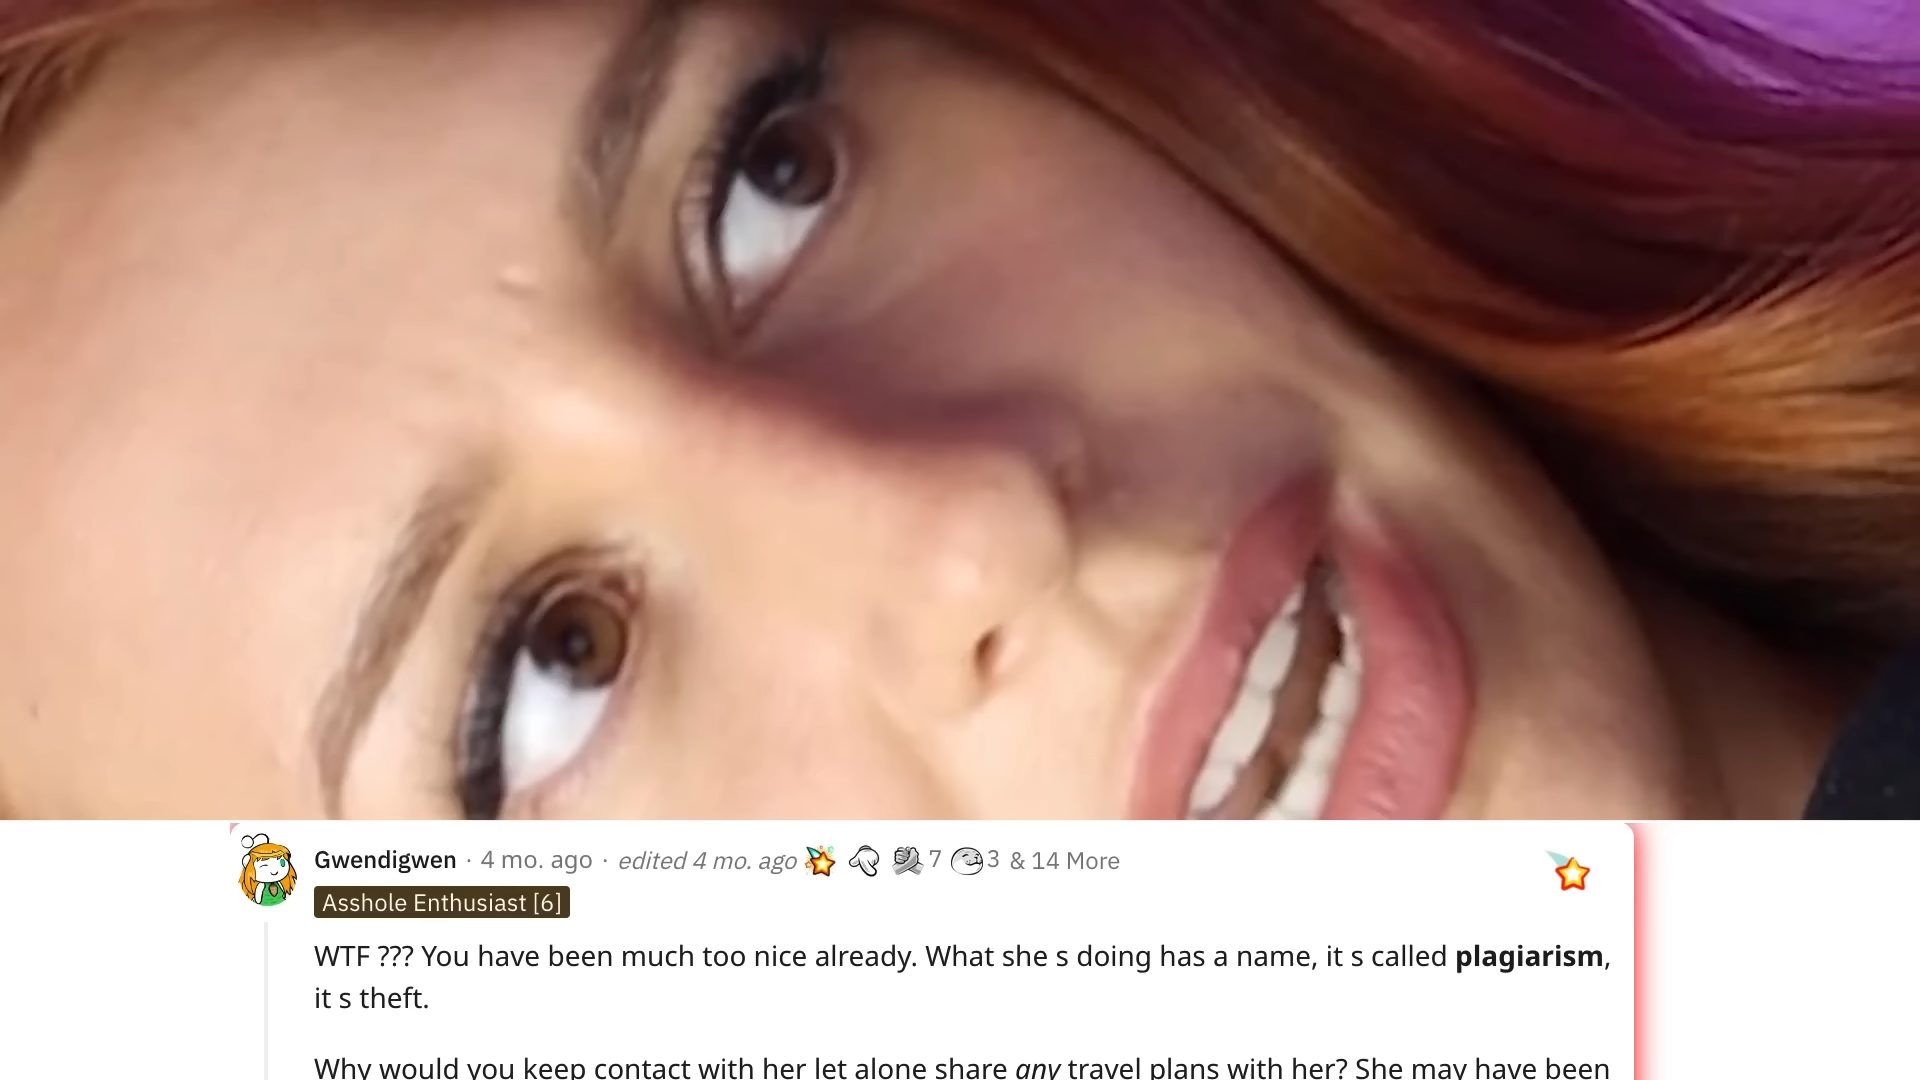 Gwendigwen · 4 mo. ago · edited 4 mo. ago 7 3 & 14 More
Asshole Enthusiast [6]
WTF ??? You have been much too nice already. What she s doing has a name, it s called plagiarism,
it s theft.
Why would you keep contact with her let alone share any travel plans with her? She may have been